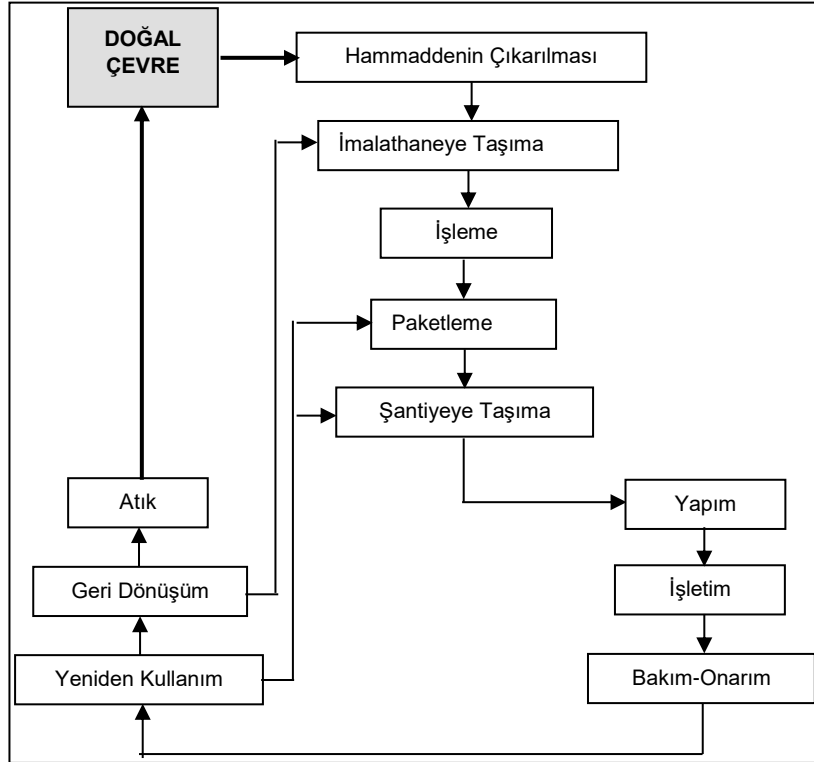 DOĞAL
ÇEVRE
Hammaddenin Çıkarılması
İmalathaneye Taşıma
İşleme
Paketleme
Şantiyeye Taşıma
Atık
Yapım
Geri Dönüşüm
İşletim
Yeniden Kullanım
Bakım-Onarım